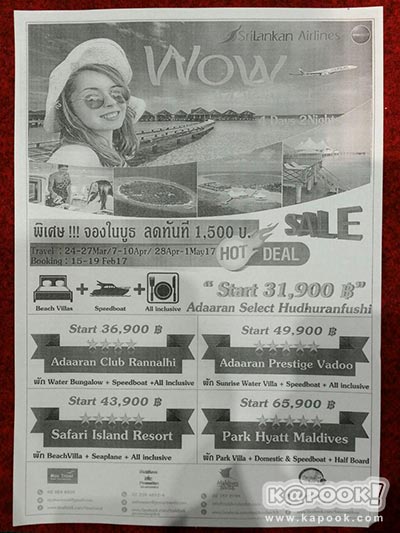 SriLankan Airlines
WOW
Days 2Night
พิเศษ !!! จองในบูธ ลดทันที 1,500 บ.
SALE
Travel : 24-27Mar/7-10Apr/ 28Apr-1May17
Booking : 15-19 Feb17
HOT DEAL
Beach Villas + Speedboat + All inclusive
“ Start 31,900 ฿”
Adaaran Select Hudhuranfushi
Start 36,900 ฿
Adaaran Club Rannalhi
พัก Water Bungalow + Speedboat +All inclusive
Start 49,900 ฿
Adaaran Prestige Vadoo
พัก Sunrise Water Villa + Speedboat + All inclusive
Start 43,900 ฿
Safari Island Resort
พัก BeachVilla + Seaplane + All inclusive
Start 65,900 ฿
Park Hyatt Maldives
พัก Park Villa + Domestic & Speedboat + Half Board
K@POOK!
www.kapook.com